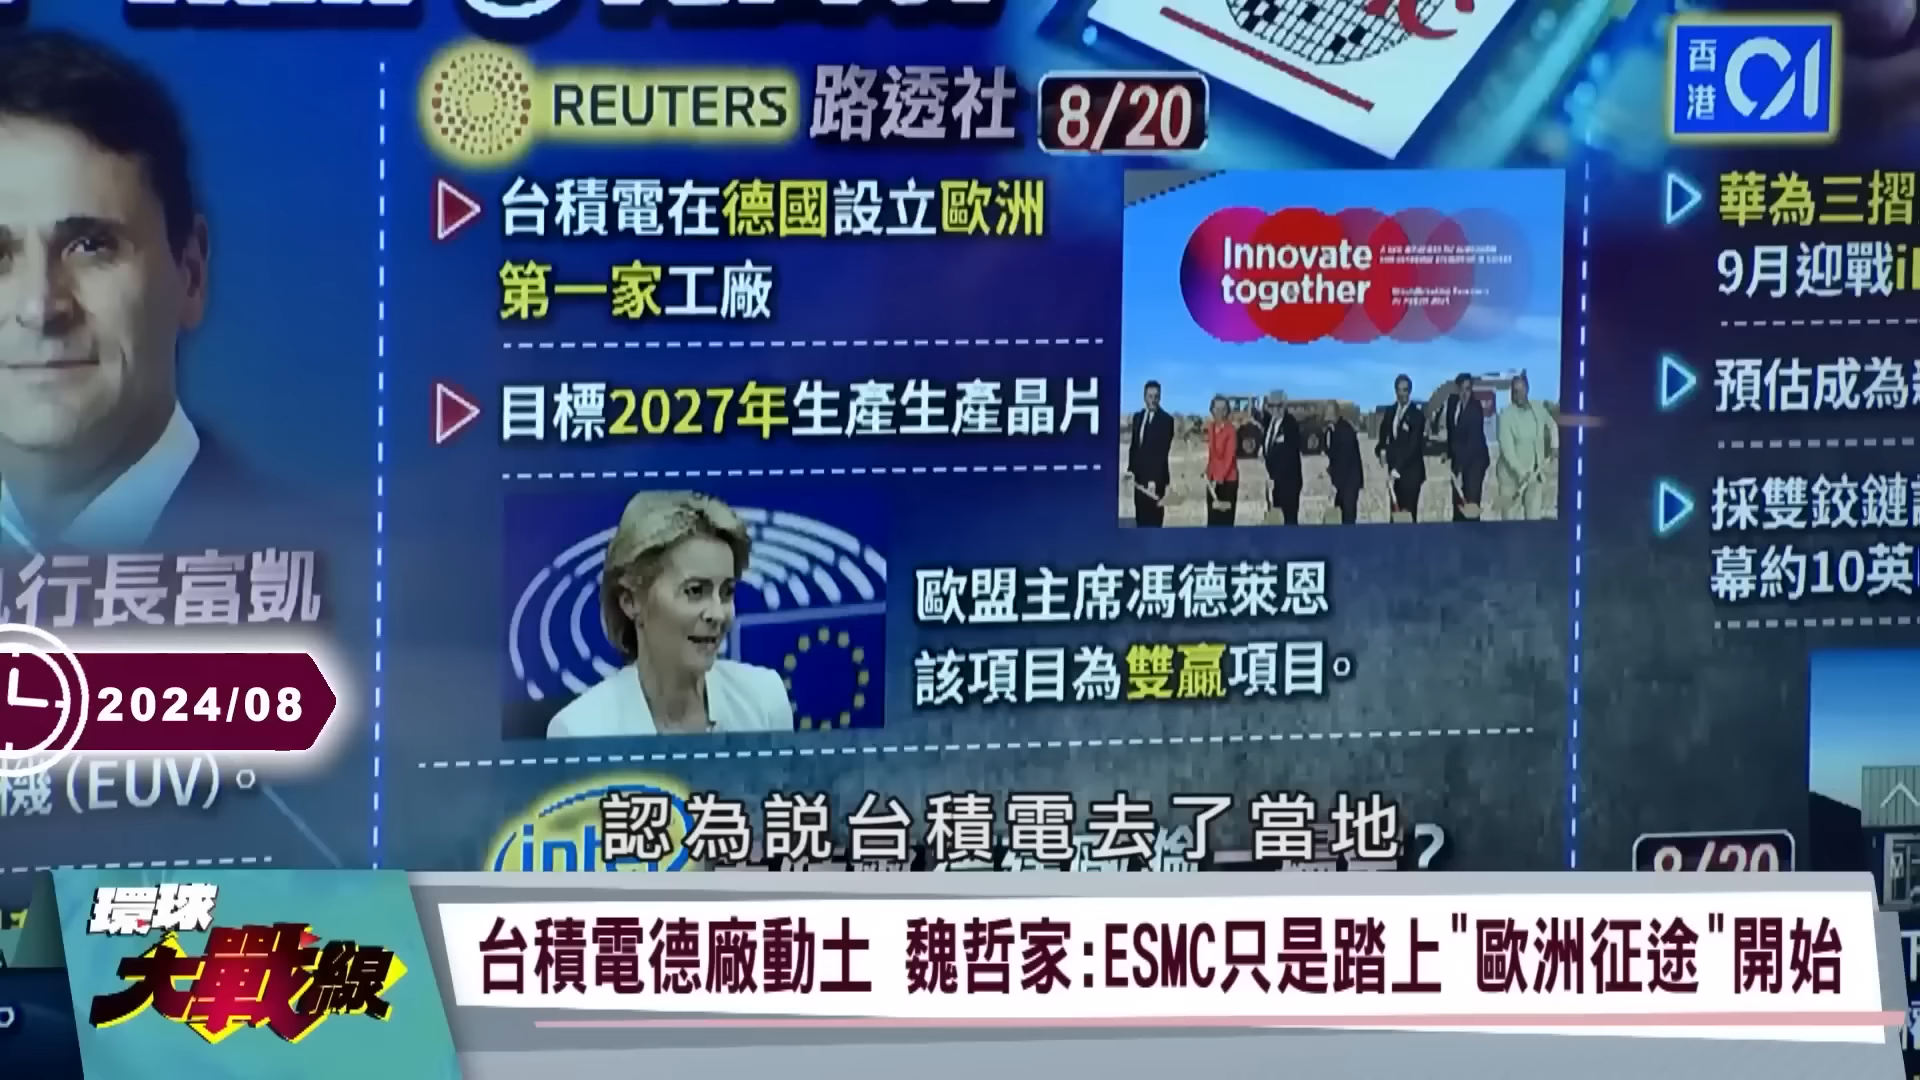 REUTERS 路透社 8/20
台積電在德國設立歐洲
第一家工廠
目標2027年生產生產晶片
Innovate
together
歐盟主席馮德萊恩
該項目為雙贏項目。
香港01
華為三摺
9月迎戰
預估成為
採雙鉸鏈
幕約10英
8/20
行長富凱
2024/08
機(EUV)。
認為說台積電去了當地
環球
大戰線
台積電德廠動土 魏哲家:ESMC只是踏上"歐洲征途"開始